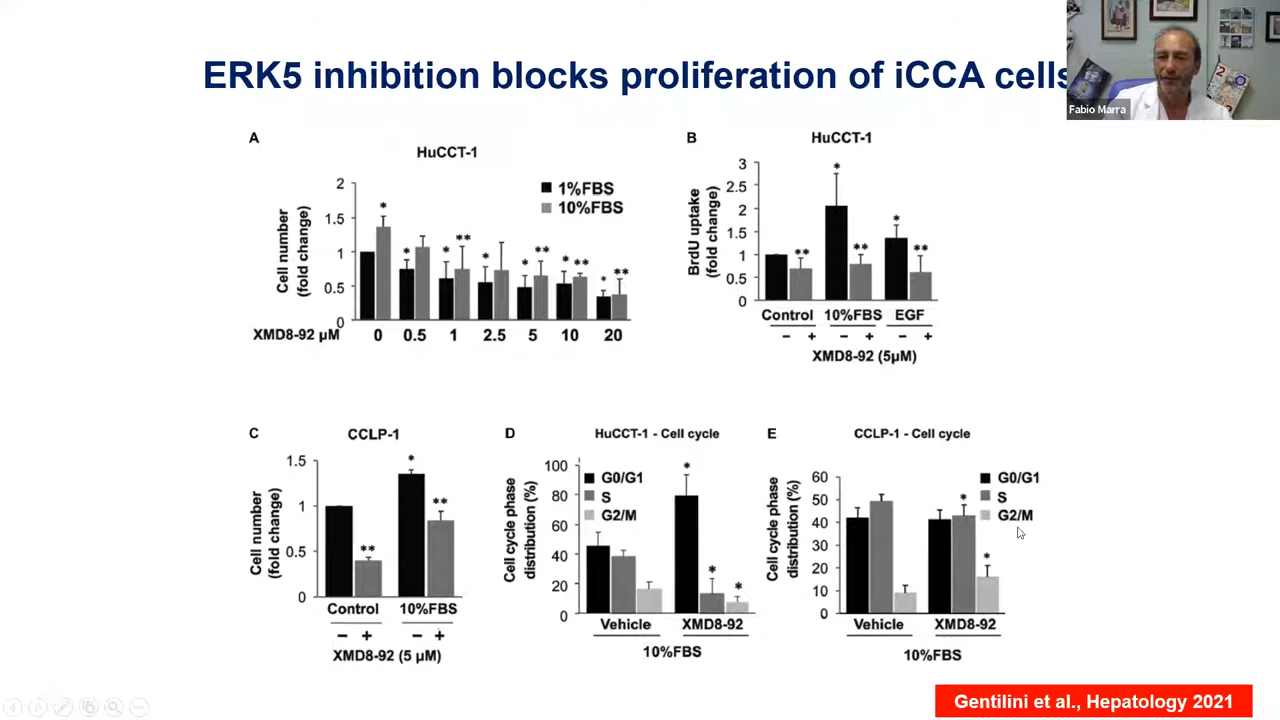 ERK5 inhibition blocks proliferation of iCCA cells
Fabio Marra
A
HuCCT-1
1%FBS
10%FBS
Cell number
(fold change)
2
1.5
1
0.5
0
*
*
*
**
*
*
**
*
**
*
**
XMD8-92 µM
0
0.5
1
2.5
5
10
20
B
HuCCT-1
BrdU uptake
(fold change)
3
2.5
2
1.5
1
0.5
0
**
*
**
*
**
Control
10%FBS
EGF
– + – + – +
XMD8-92 (5µM)
C
CCLP-1
Cell number
(fold change)
1.5
1
0.5
0
**
*
**
Control
10%FBS
– + – +
XMD8-92 (5 µM)
D
HuCCT-1 - Cell cycle
Cell cycle phase
distribution (%)
100
80
60
40
20
0
G0/G1
S
G2/M
*
*
*
Vehicle
XMD8-92
10%FBS
E
CCLP-1 - Cell cycle
Cell cycle phase
distribution (%)
60
50
40
30
20
10
0
G0/G1
S
G2/M
*
*
Vehicle
XMD8-92
10%FBS
Gentilini et al., Hepatology 2021